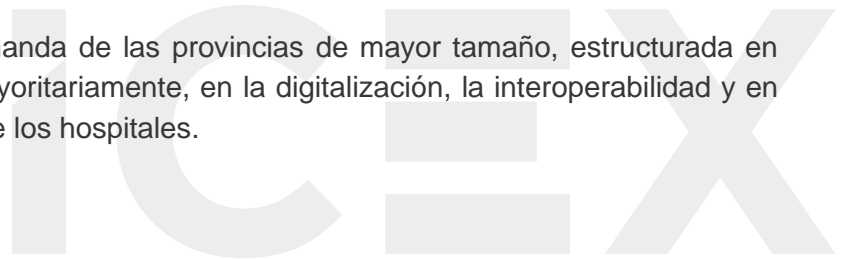 anda de las provincias de mayor tamaño, estructurada en
yoritariamente, en la digitalización, la interoperabilidad y en
e los hospitales.
ICEX